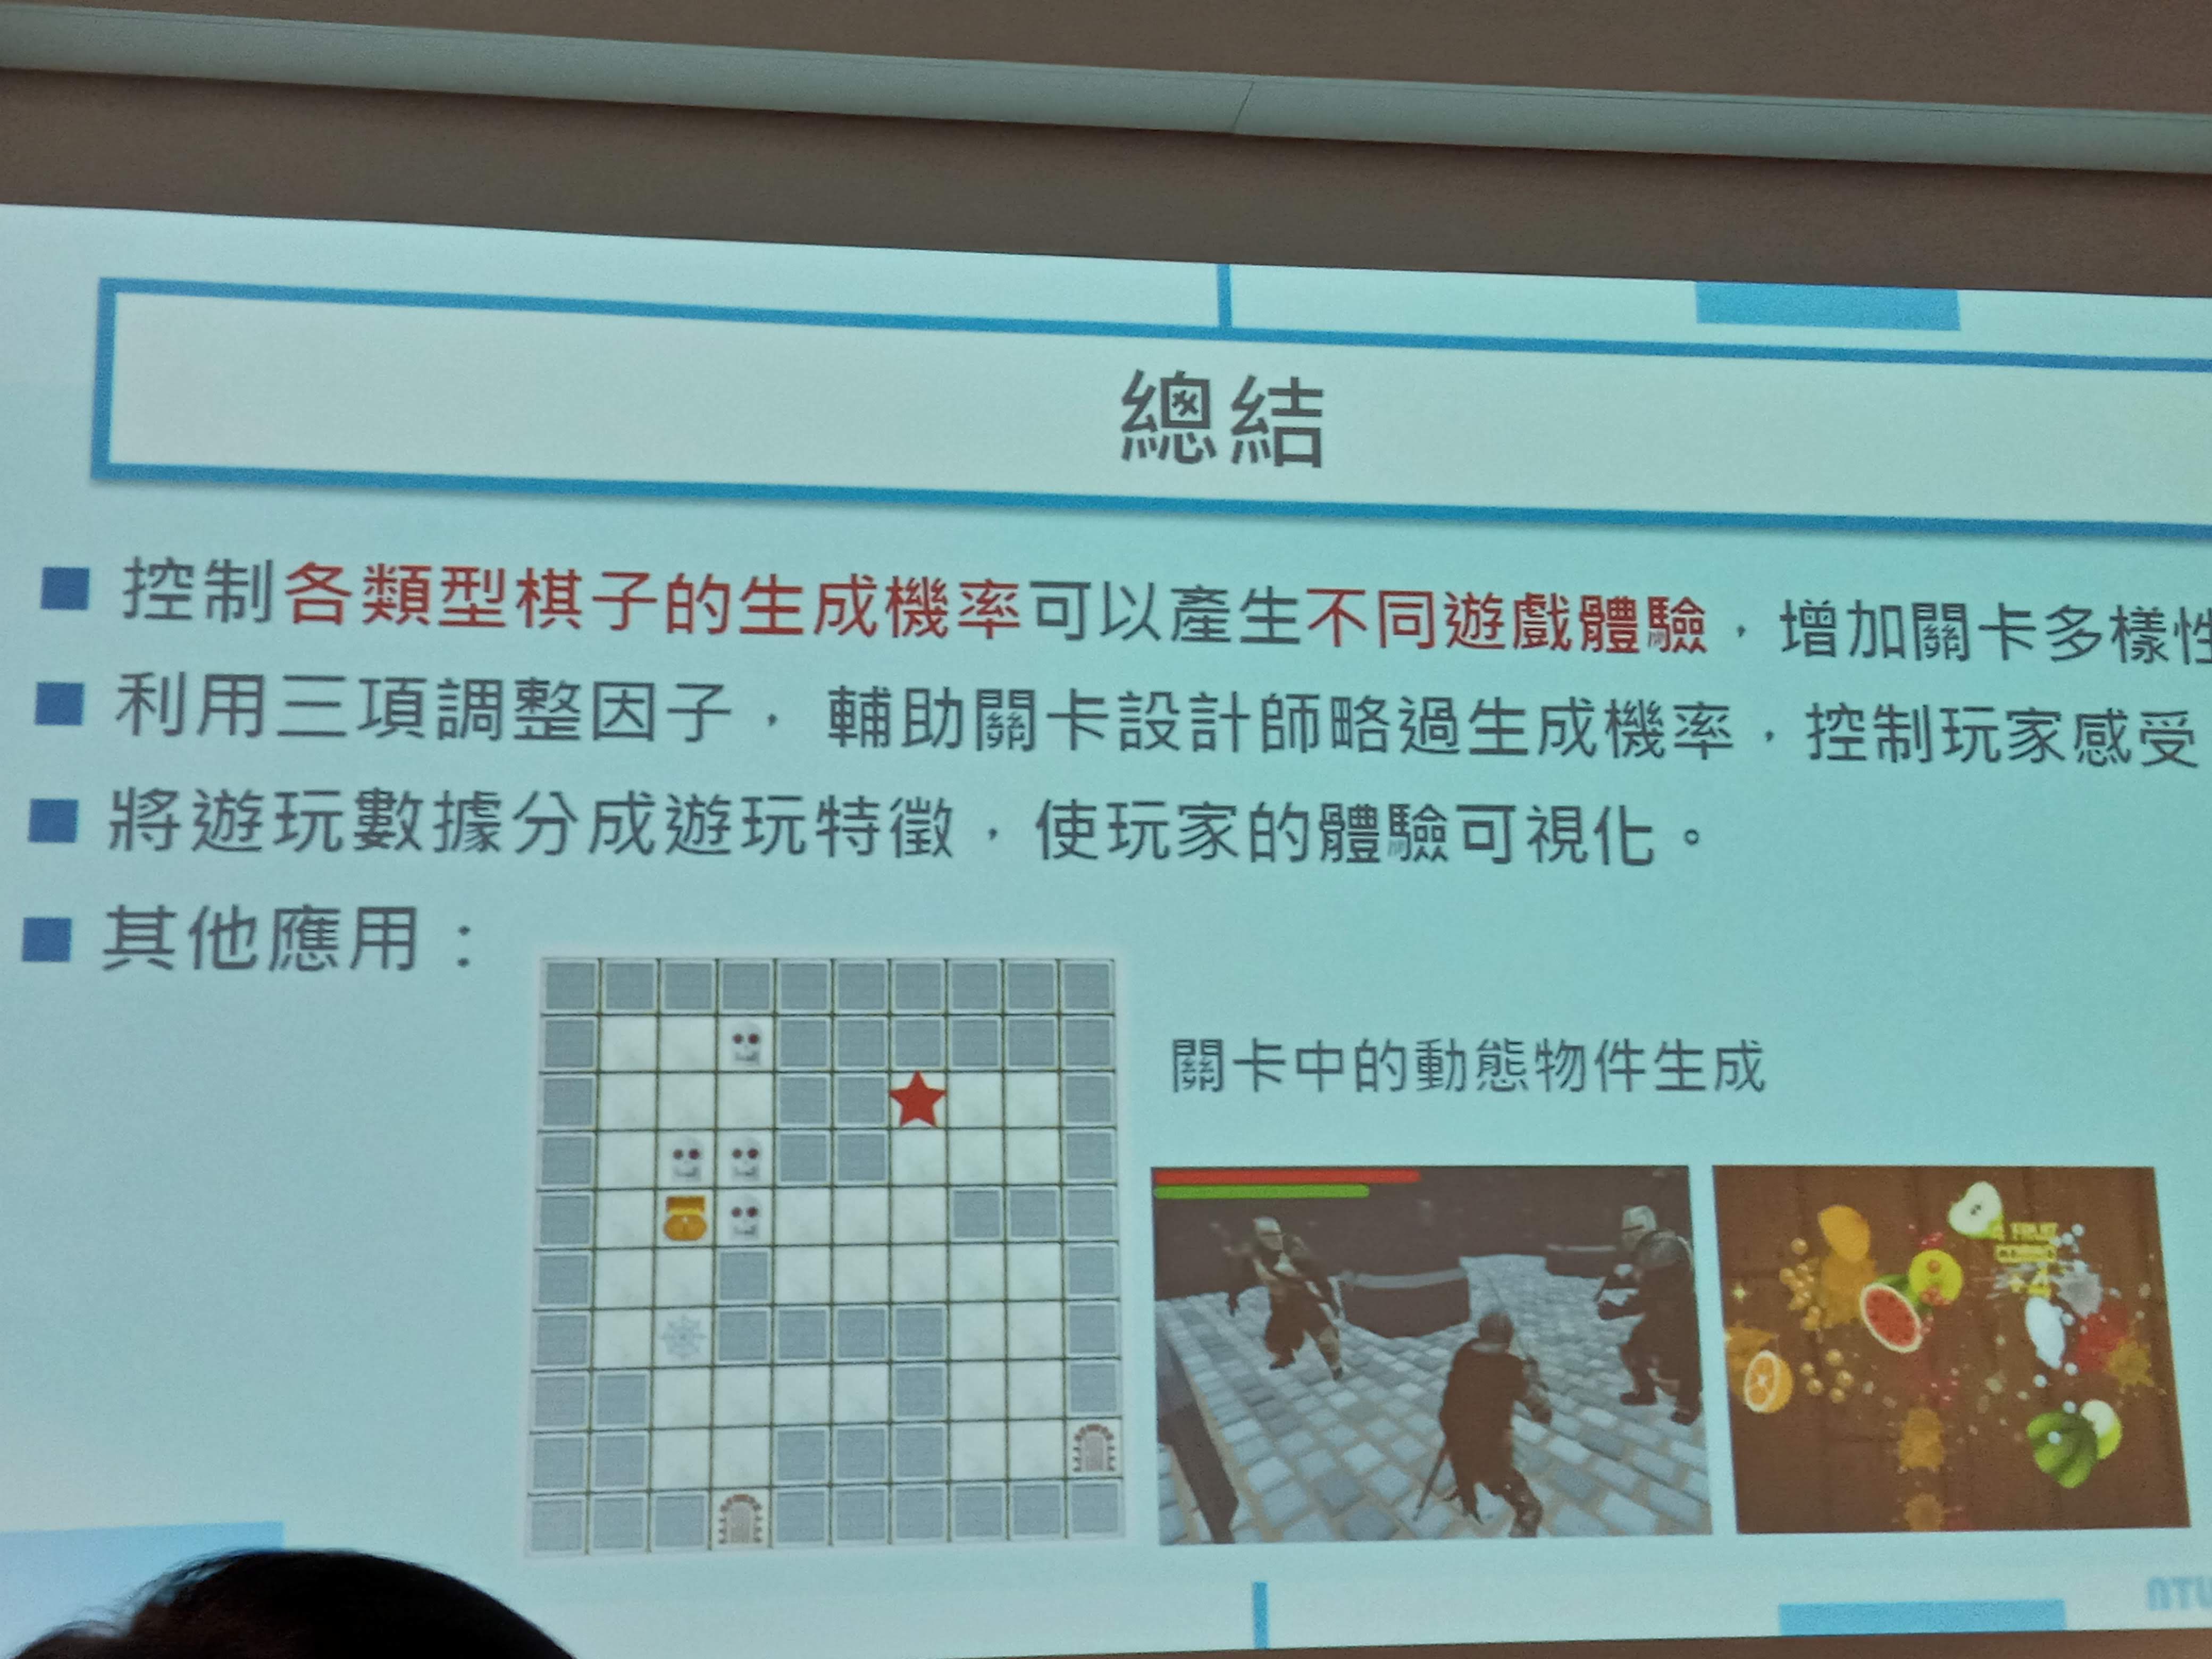 總結
控制各類型棋子的生成機率可以產生不同遊戲體驗，增加關卡多樣性
利用三項調整因子， 輔助關卡設計師略過生成機率，控制玩家感受
將遊玩數據分成遊玩特徵，使玩家的體驗可視化。
其他應用：
關卡中的動態物件生成
FRUIT
NTU